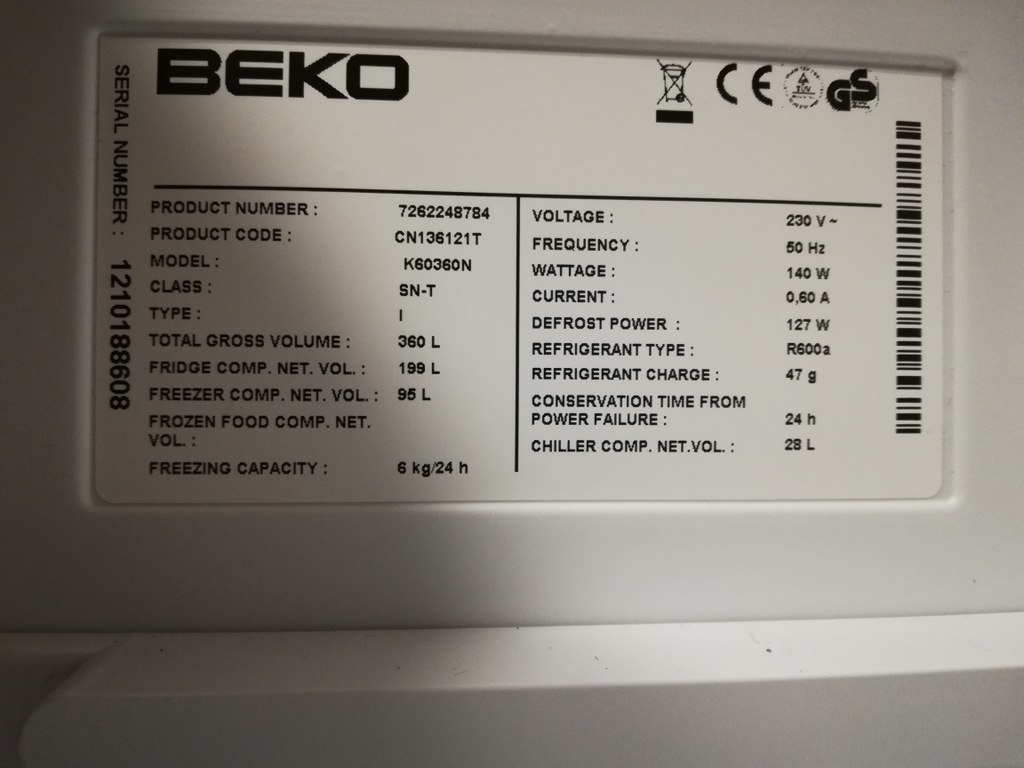 BEKO
SERIAL NUMBER : 1210188608
PRODUCT NUMBER : 7262248784
PRODUCT CODE : CN136121T
MODEL : K60360N
CLASS : SN-T
TYPE : I
TOTAL GROSS VOLUME : 360 L
FRIDGE COMP. NET. VOL. : 199 L
FREEZER COMP. NET. VOL. : 95 L
FROZEN FOOD COMP. NET.
VOL. :
FREEZING CAPACITY : 6 kg/24 h
VOLTAGE : 230 V ~
FREQUENCY : 50 Hz
WATTAGE : 140 W
CURRENT : 0,60 A
DEFROST POWER : 127 W
REFRIGERANT TYPE : R600a
REFRIGERANT CHARGE : 47 g
CONSERVATION TIME FROM
POWER FAILURE : 24 h
CHILLER COMP. NET.VOL. : 28 L
CE
GS